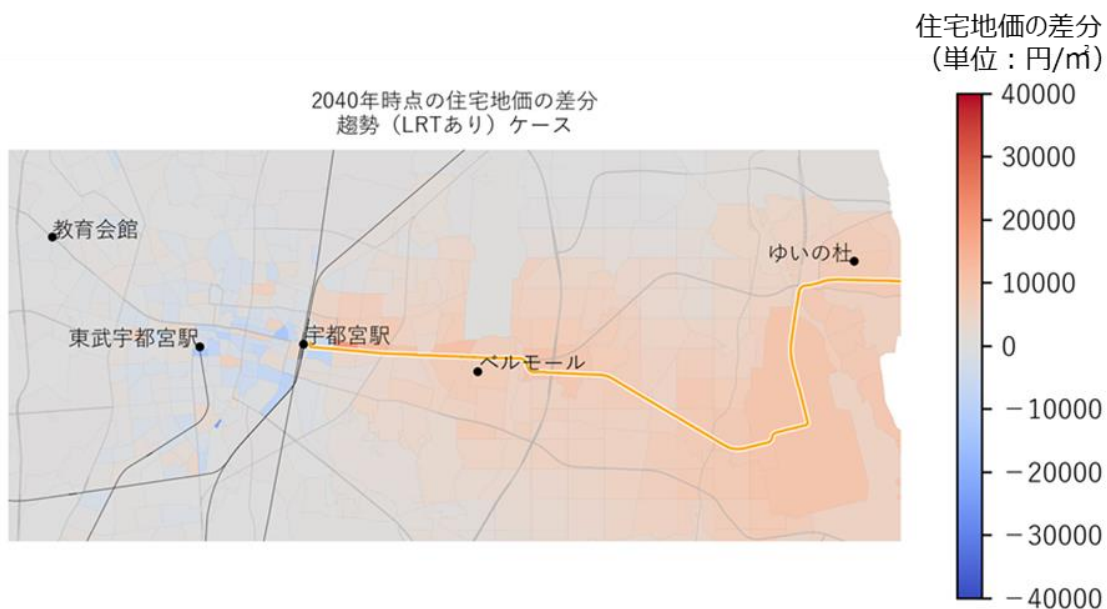 住宅地価の差分
（単位：円/㎡）
2040年時点の住宅地価の差分
趨勢（LRTあり）ケース
40000
30000
20000
10000
0
－10000
－20000
－30000
－40000
教育会館
ゆいの杜
東武宇都宮駅
宇都宮駅
ベルモール